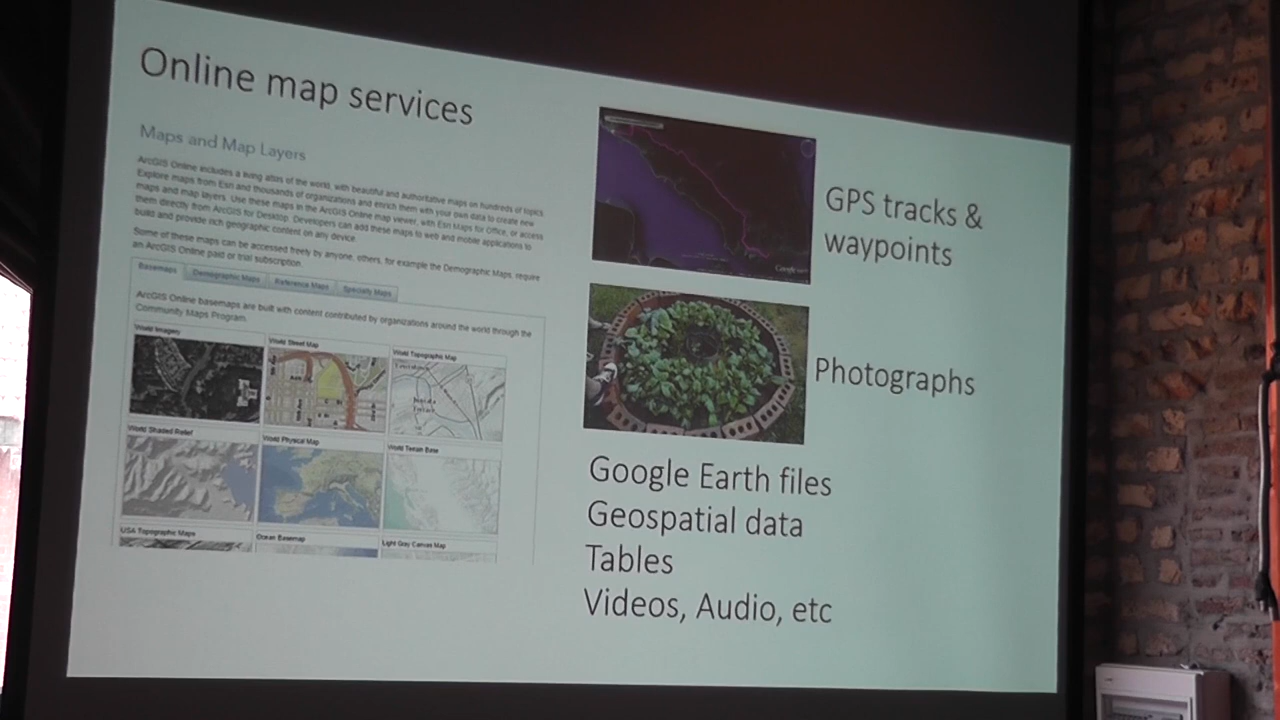 Online map services
Maps and Map Layers
ArcGIS Online includes a living atlas of the world, with beautiful and authoritative maps on hundreds of topics.
Explore maps from Esri and thousands of organizations and enrich them with your own data to create new
maps and map layers. Use these maps in the ArcGIS Online map viewer, with Esri Maps for Office, or access
them directly from ArcGIS for Desktop. Developers can add these maps to web and mobile applications to
build and provide rich geographic content on any device.
Some of these maps can be accessed freely by anyone, others, for example the Demographic Maps, require
an ArcGIS Online paid or trial subscription.
Basemaps Demographic Maps Reference Maps Specialty Maps
ArcGIS Online basemaps are built with content contributed by organizations around the world through the
Community Maps Program.
World Imagery World Street Map World Topographic Map
World Shaded Relief World Physical Map World Terrain Base
USA Topographic Maps Ocean Basemap Light Gray Canvas Map
GPS tracks &
waypoints
Google
Photographs
Google Earth files
Geospatial data
Tables
Videos, Audio, etc